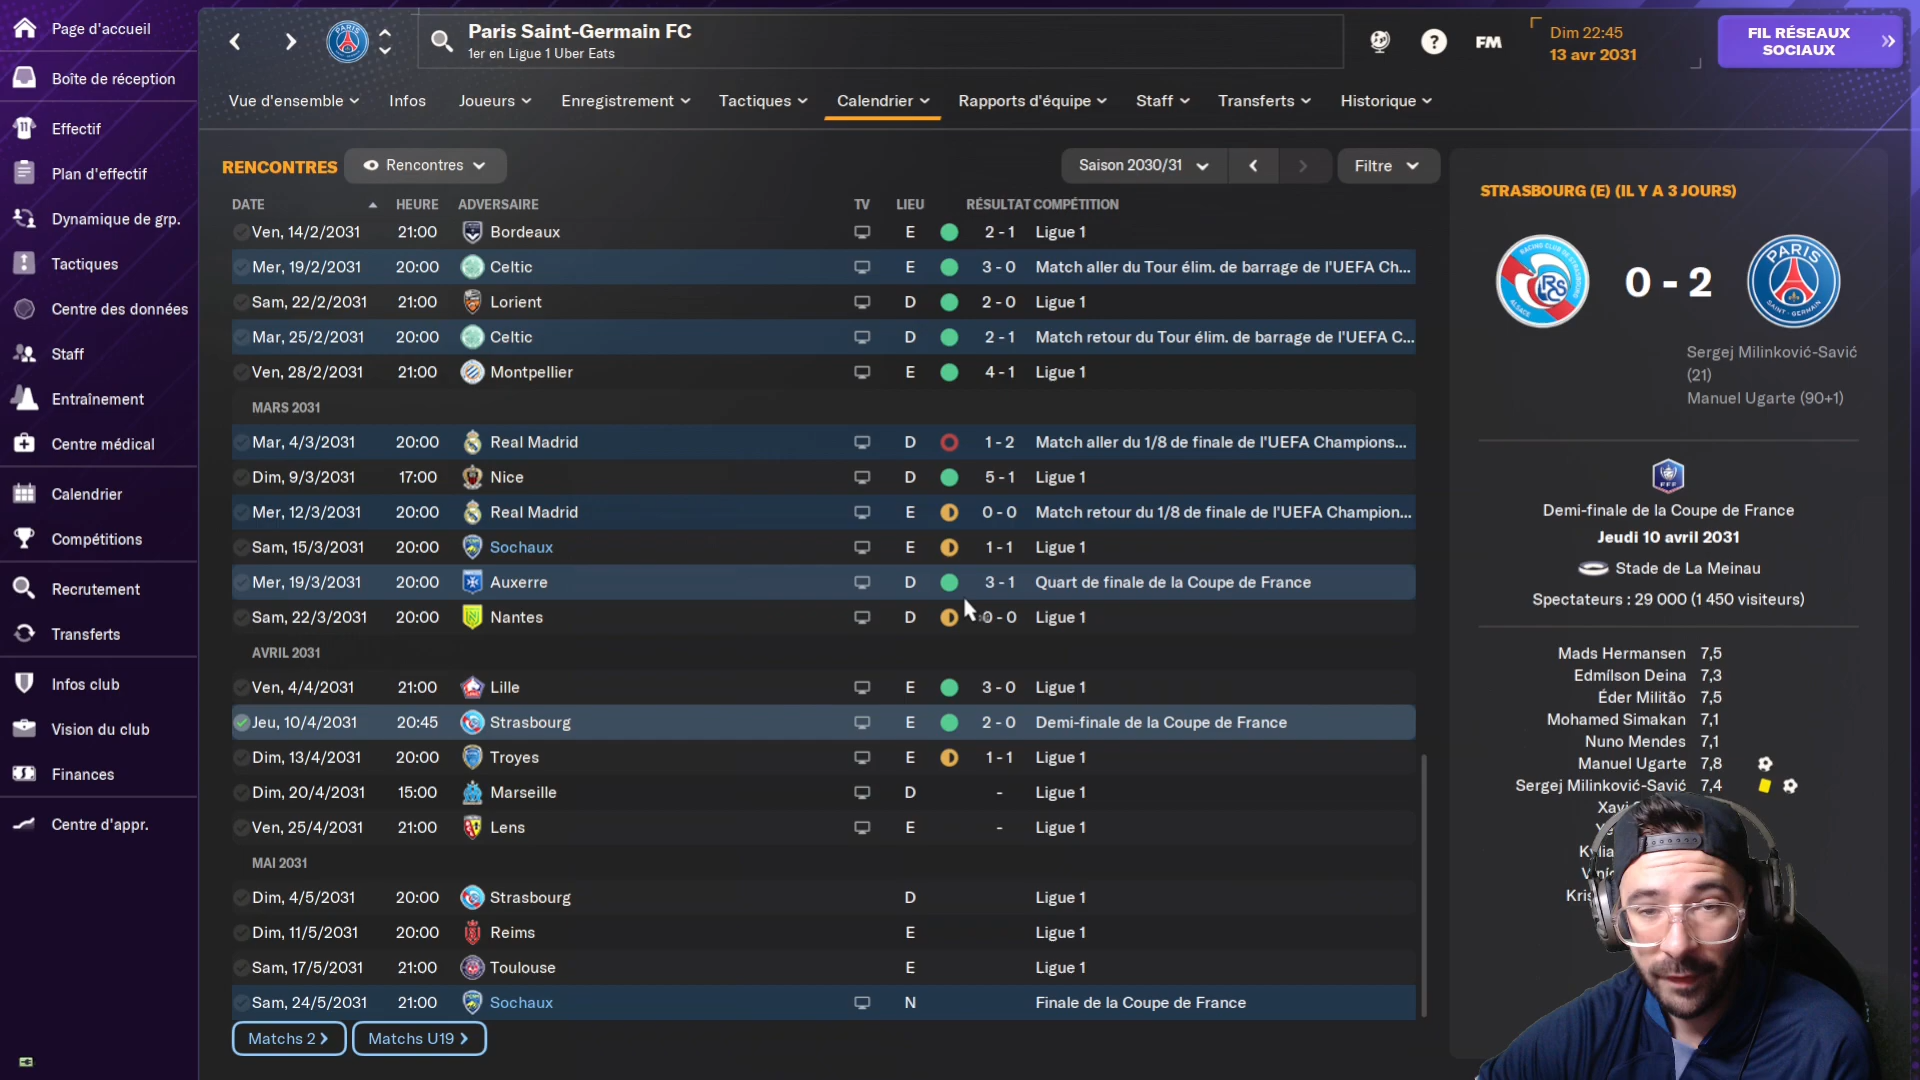 Page d'accueil
Boîte de réception
Effectif
Plan d'effectif
Dynamique de grp.
Tactiques
Centre des données
Staff
Entraînement
Centre médical
Calendrier
Compétitions
Recrutement
Transferts
Infos club
Vision du club
Finances
Centre d'appr.
Paris Saint-Germain FC
1er en Ligue 1 Uber Eats
FM
Dim 22:45
13 avr 2031
FIL RÉSEAUX
SOCIAUX
Vue d'ensemble Infos Joueurs Enregistrement Tactiques Calendrier Rapports d'équipe Staff Transferts Historique
RENCONTRES Rencontres Saison 2030/31 Filtre
DATE HEURE ADVERSAIRE TV LIEU RÉSULTAT COMPÉTITION
Ven, 14/2/2031 21:00 Bordeaux E 2 - 1 Ligue 1
Mer, 19/2/2031 20:00 Celtic E 3 - 0 Match aller du Tour élim. de barrage de l'UEFA Ch...
Sam, 22/2/2031 21:00 Lorient D 2 - 0 Ligue 1
Mar, 25/2/2031 20:00 Celtic D 2 - 1 Match retour du Tour élim. de barrage de l'UEFA C...
Ven, 28/2/2031 21:00 Montpellier E 4 - 1 Ligue 1
MARS 2031
Mar, 4/3/2031 20:00 Real Madrid D 1 - 2 Match aller du 1/8 de finale de l'UEFA Champions...
Dim, 9/3/2031 17:00 Nice D 5 - 1 Ligue 1
Mer, 12/3/2031 20:00 Real Madrid E 0 - 0 Match retour du 1/8 de finale de l'UEFA Champion...
Sam, 15/3/2031 20:00 Sochaux E 1 - 1 Ligue 1
Mer, 19/3/2031 20:00 Auxerre D 3 - 1 Quart de finale de la Coupe de France
Sam, 22/3/2031 20:00 Nantes D 0 - 0 Ligue 1
AVRIL 2031
Ven, 4/4/2031 21:00 Lille E 3 - 0 Ligue 1
Jeu, 10/4/2031 20:45 Strasbourg E 2 - 0 Demi-finale de la Coupe de France
Dim, 13/4/2031 20:00 Troyes E 1 - 1 Ligue 1
Dim, 20/4/2031 15:00 Marseille D - Ligue 1
Ven, 25/4/2031 21:00 Lens E - Ligue 1
MAI 2031
Dim, 4/5/2031 20:00 Strasbourg D Ligue 1
Dim, 11/5/2031 20:00 Reims E Ligue 1
Sam, 17/5/2031 21:00 Toulouse E Ligue 1
Sam, 24/5/2031 21:00 Sochaux N Finale de la Coupe de France
Matchs 2 Matchs U19
STRASBOURG (E) (IL Y A 3 JOURS)
0 - 2
Sergej Milinković-Savić
(21)
Manuel Ugarte (90+1)
Demi-finale de la Coupe de France
Jeudi 10 avril 2031
Stade de La Meinau
Spectateurs : 29 000 (1 450 visiteurs)
Mads Hermansen 7,5
Edmílson Deina 7,3
Éder Militão 7,5
Mohamed Simakan 7,1
Nuno Mendes 7,1
Manuel Ugarte 7,8
Sergej Milinković-Savić 7,4